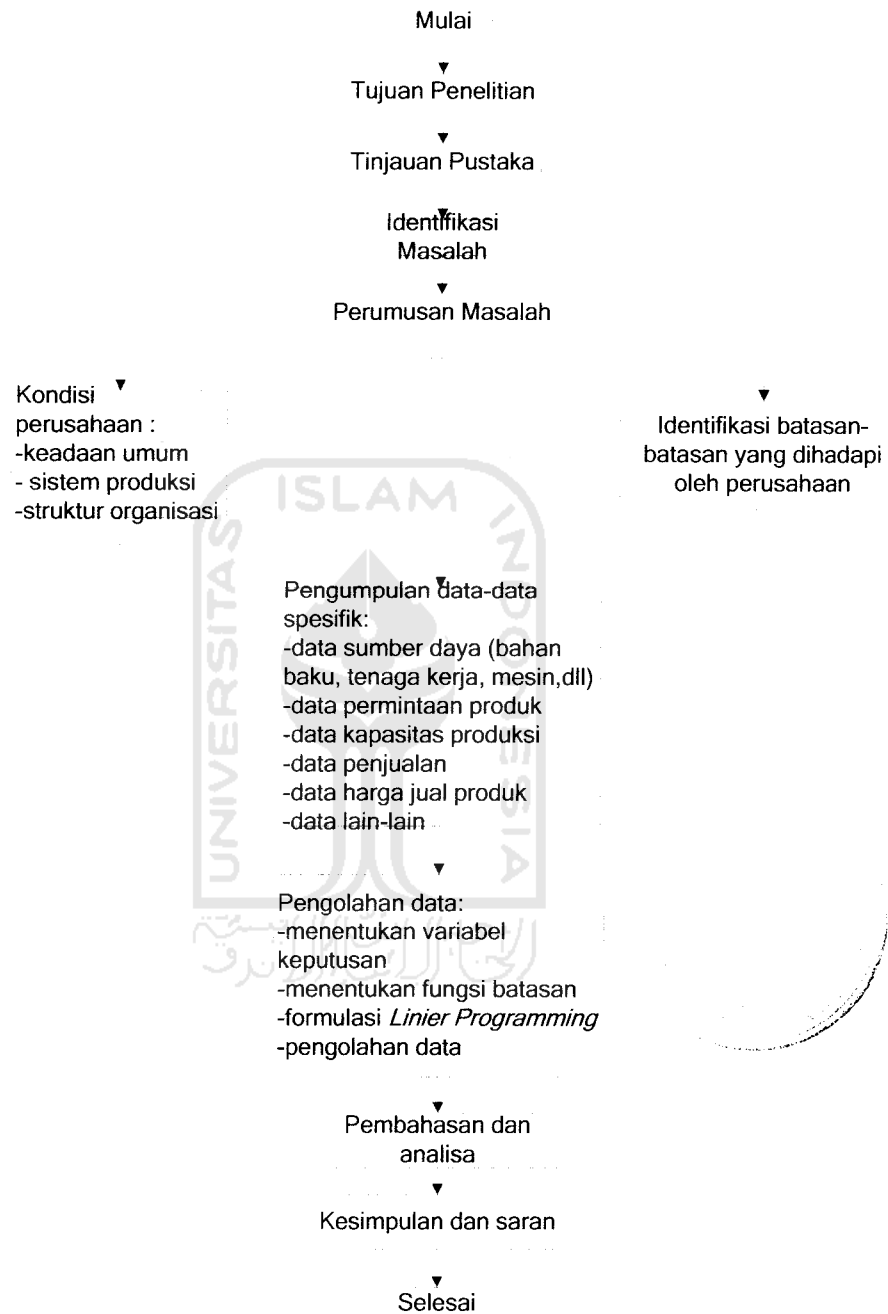 Mulai
Tujuan Penelitian
Tinjauan Pustaka
Identifikasi
Masalah
Perumusan Masalah
Kondisi
perusahaan :
-keadaan umum
- sistem produksi
-struktur organisasi
Identifikasi batasan-
batasan yang dihadapi
oleh perusahaan
Pengumpulan data-data
spesifik:
-data sumber daya (bahan
baku, tenaga kerja, mesin,dll)
-data permintaan produk
-data kapasitas produksi
-data penjualan
-data harga jual produk
-data lain-lain
Pengolahan data:
-menentukan variabel
keputusan
-menentukan fungsi batasan
-formulasi Linier Programming
-pengolahan data
Pembahasan dan
analisa
Kesimpulan dan saran
Selesai
UNIVERSITAS
ISLAM
INDONESIA